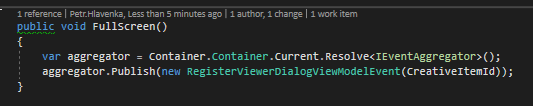 1 reference | Petr.Hlavenka, Less than 5 minutes ago | 1 author, 1 change | 1 work item
public void FullScreen()
{
var aggregator = Container.Container.Current.Resolve<IEventAggregator>();
aggregator.Publish(new RegisterViewerDialogViewModelEvent(CreativeItemId));
}